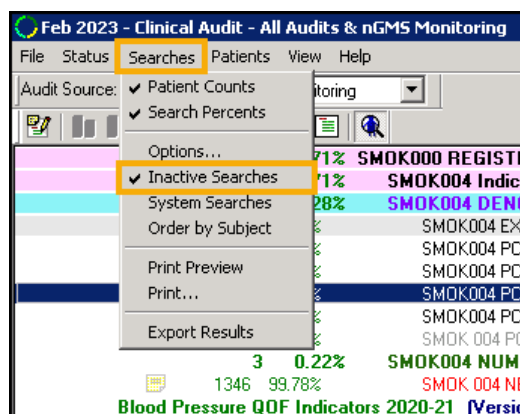 Feb 2023 - Clinical Audit - All Audits & nGMS Monitoring
File Status Searches Patients View Help
Audit Source:
✓ Patient Counts
✓ Search Percents
Options...
✓ Inactive Searches
System Searches
Order by Subject
Print Preview
Print...
Export Results
itoring
71% SMOK000 REGISTI
71% SMOK004 Indic
28% SMOK004 DENO
% SMOK004 EX
% SMOK004 PC
% SMOK004 PC
% SMOK004 PC
% SMOK004 PC
% SMOK 004 PC
3 0.22% SMOK004 NUM
1346 99.78% SMOK 004 NE
Blood Pressure QOF Indicators 2020-21 (Versi